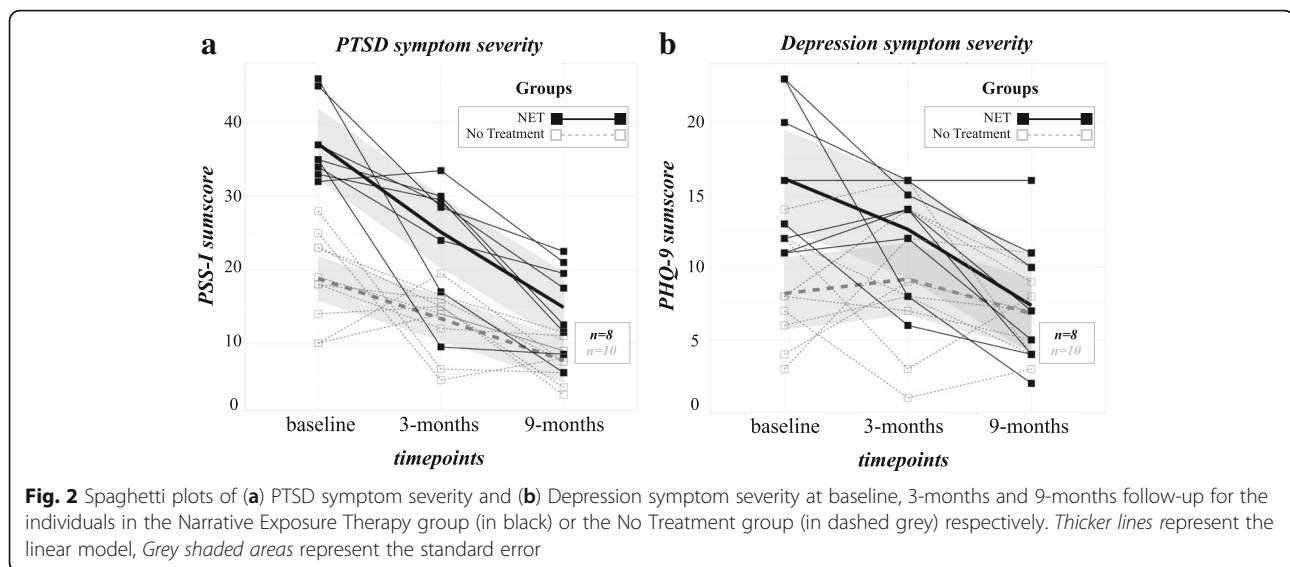 a
PTSD symptom severity
PSS-I sumscore
40
30
20
10
0
Groups
NET
No Treatment
n=8
n=10
baseline
3-months
9-months
timepoints
b
Depression symptom severity
PHQ-9 sumscore
20
15
10
5
0
Groups
NET
No Treatment
n=8
n=10
baseline
3-months
9-months
timepoints
Fig. 2 Spaghetti plots of (a) PTSD symptom severity and (b) Depression symptom severity at baseline, 3-months and 9-months follow-up for the
individuals in the Narrative Exposure Therapy group (in black) or the No Treatment group (in dashed grey) respectively. Thicker lines represent the
linear model, Grey shaded areas represent the standard error